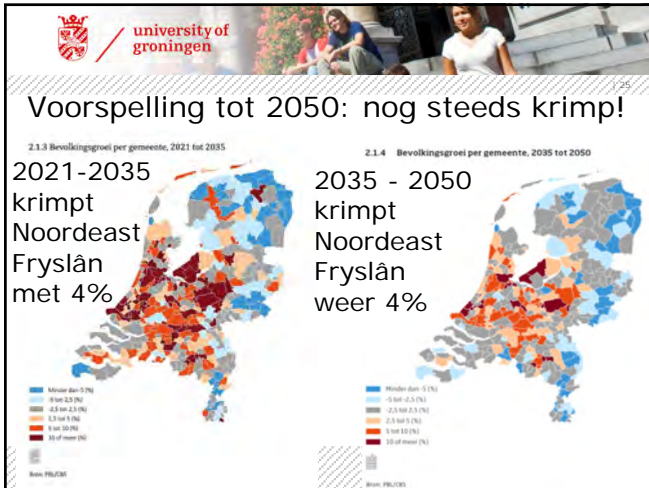 university of
groningen
| 25
Voorspelling tot 2050: nog steeds krimp!
2.1.3 Bevolkingsgroei per gemeente, 2021 tot 2035
2021-2035
krimpt
Noordeast
Fryslân
met 4%
Minder dan -5 (%)
-5 tot 2,5 (%)
-2,5 tot 2,5 (%)
2,5 tot 5 (%)
5 tot 10 (%)
10 of meer (%)
Bron: PBL/CBS
2.1.4 Bevolkingsgroei per gemeente, 2035 tot 2050
2035 - 2050
krimpt
Noordeast
Fryslân
weer 4%
Minder dan -5 (%)
-5 tot -2,5 (%)
-2,5 tot 2,5 (%)
2,5 tot 5 (%)
5 tot 10 (%)
10 of meer (%)
Bron: PBL/CBS